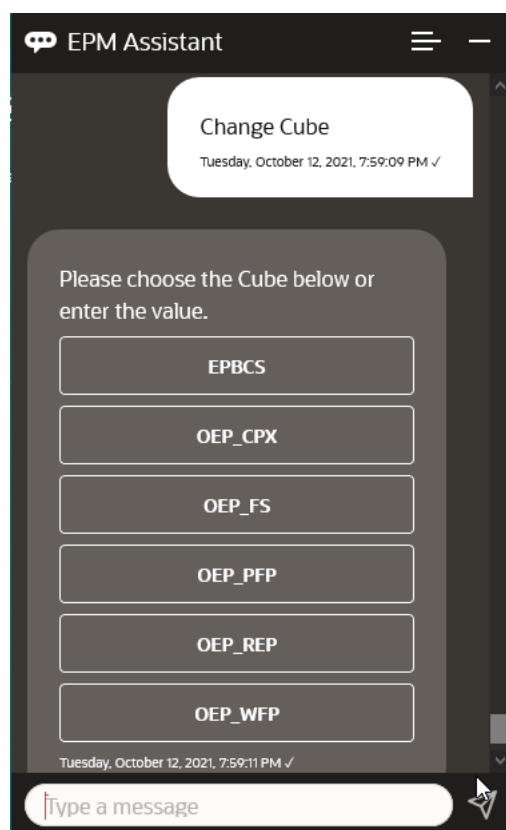 EPM Assistant
Change Cube
Tuesday, October 12, 2021, 7:59:09 PM ✓
Please choose the Cube below or
enter the value.
EPBCS
OEP_CPX
OEP_FS
OEP_PFP
OEP_REP
OEP_WFP
Tuesday, October 12, 2021, 7:59:11 PM ✓
Type a message